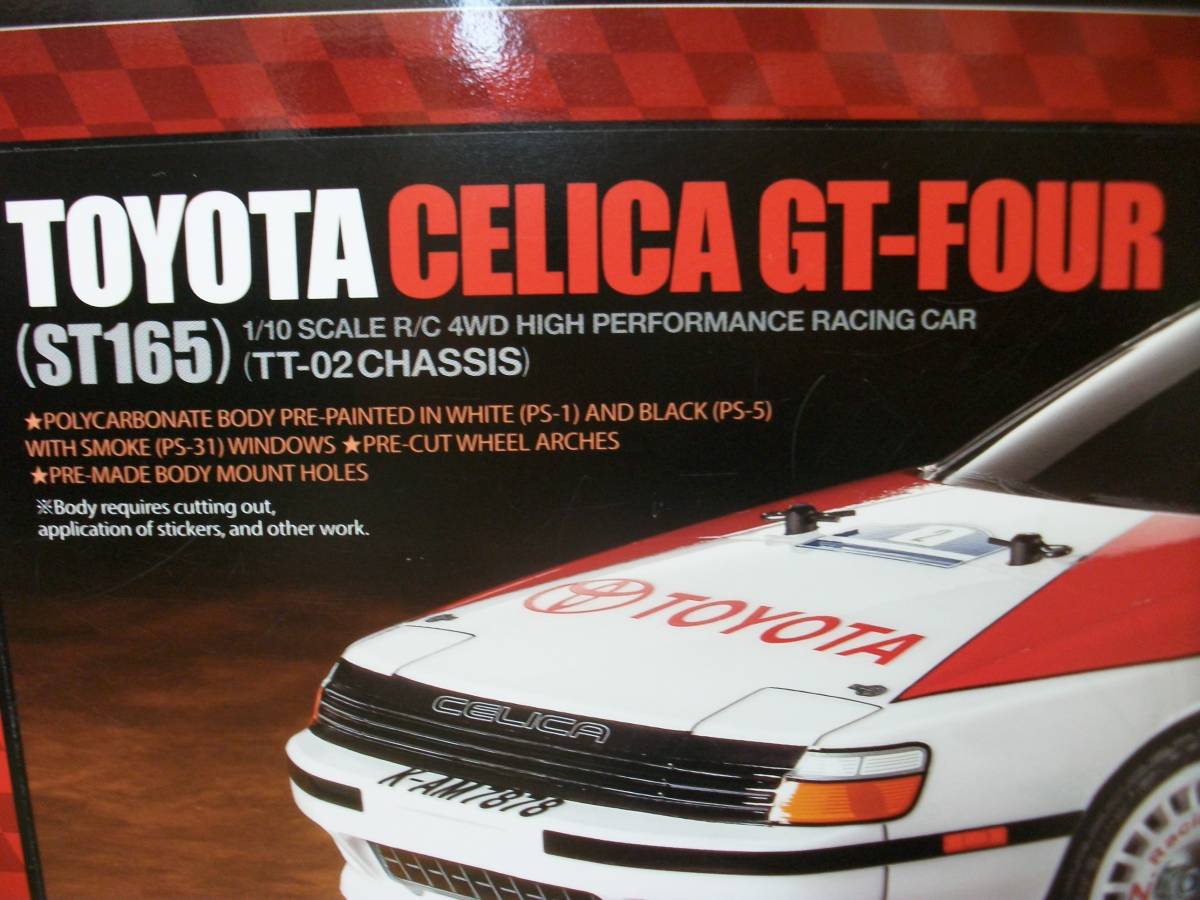 TOYOTA CELICA GT-FOUR
(ST165) 1/10 SCALE R/C 4WD HIGH PERFORMANCE RACING CAR
(TT-02 CHASSIS)
★POLYCARBONATE BODY PRE-PAINTED IN WHITE (PS-1) AND BLACK (PS-5)
WITH SMOKE (PS-31) WINDOWS ★PRE-CUT WHEEL ARCHES
★PRE-MADE BODY MOUNT HOLES
※Body requires cutting out,
application of stickers, and other work.
2
TOYOTA
CELICA
K-AM7878